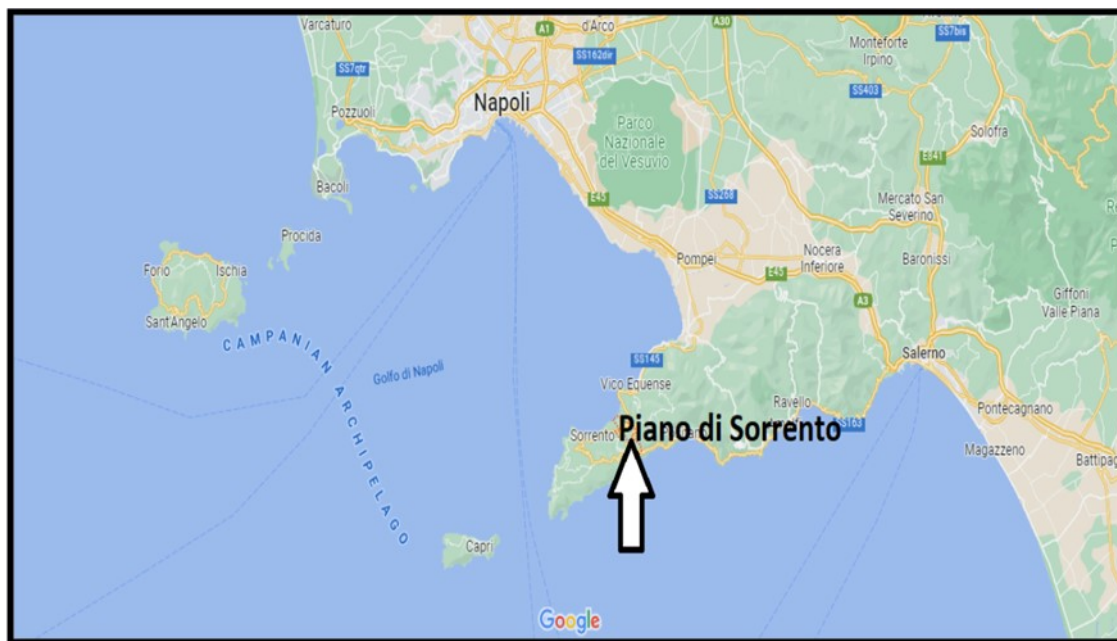 Varcaturo
d'Arco
A1
A30
SS7bis
SS162dir
Monteforte
Irpino
SS7qtr
SS403
Pozzuoli
Napoli
Parco
Nazionale
del Vesuvio
Solofra
E841
Bacoli
E45
SS268
Mercato San
Severino
Procida
Forio
Ischia
Pompei
Nocera
Inferiore
Baronissi
E45
A3
Giffoni
Valle Piana
Sant'Angelo
CAMPANIAN ARCHIPELAGO
Golfo di Napoli
SS145
Salerno
Vico Equense
Ravello
Pontecagnano
Sorrento
Piano di Sorrento
SS163
Magazzeno
Capri
Google